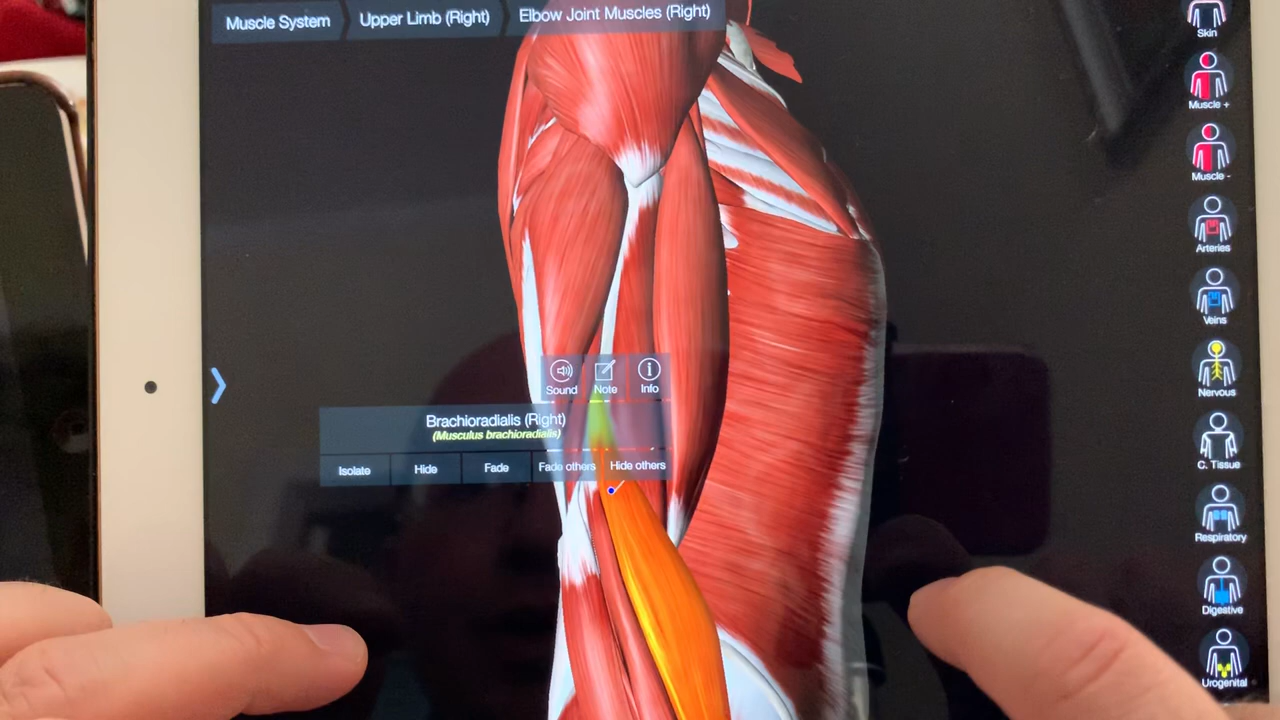 Muscle System
Upper Limb (Right)
Elbow Joint Muscles (Right)
Skin
Muscle +
Muscle -
Arteries
Veins
Nervous
C. Tissue
Respiratory
Digestive
Urogenital
Sound
Note
Info
Brachioradialis (Right)
(Musculus brachioradialis)
Isolate
Hide
Fade
Fade others
Hide others